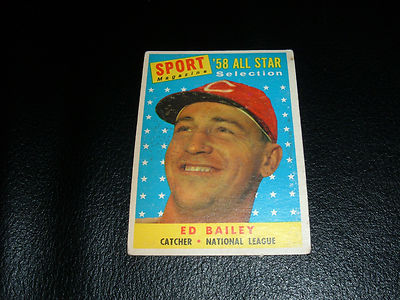 SPORT
Magazine
'58 ALL STAR
Selection
C
ED BAILEY
CATCHER • NATIONAL LEAGUE